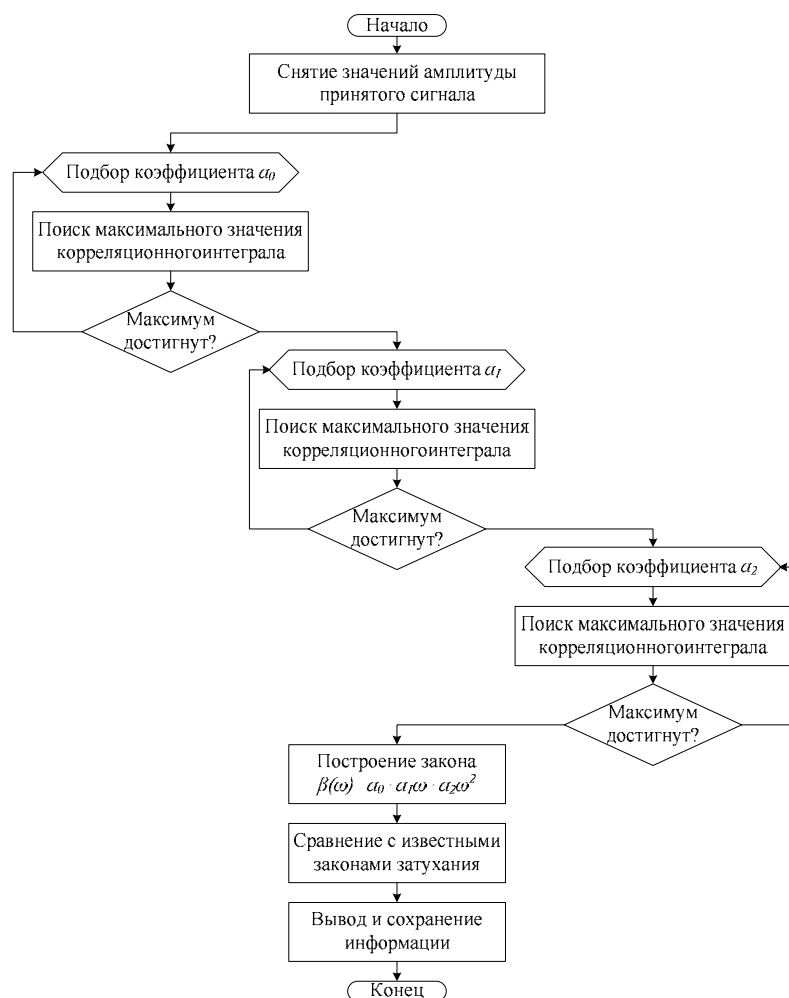 Начало
Снятие значений амплитуды
принятого сигнала
Подбор коэффициента a₀
Поиск максимального значения
корреляционногоинтеграла
Максимум
достигнут?
Подбор коэффициента a₁
Поиск максимального значения
корреляционногоинтеграла
Максимум
достигнут?
Подбор коэффициента a₂
Поиск максимального значения
корреляционногоинтеграла
Максимум
достигнут?
Построение закона
β(ω) a₀ · a₁ω · a₂ω²
Сравнение с известными
законами затухания
Вывод и сохранение
информации
Конец